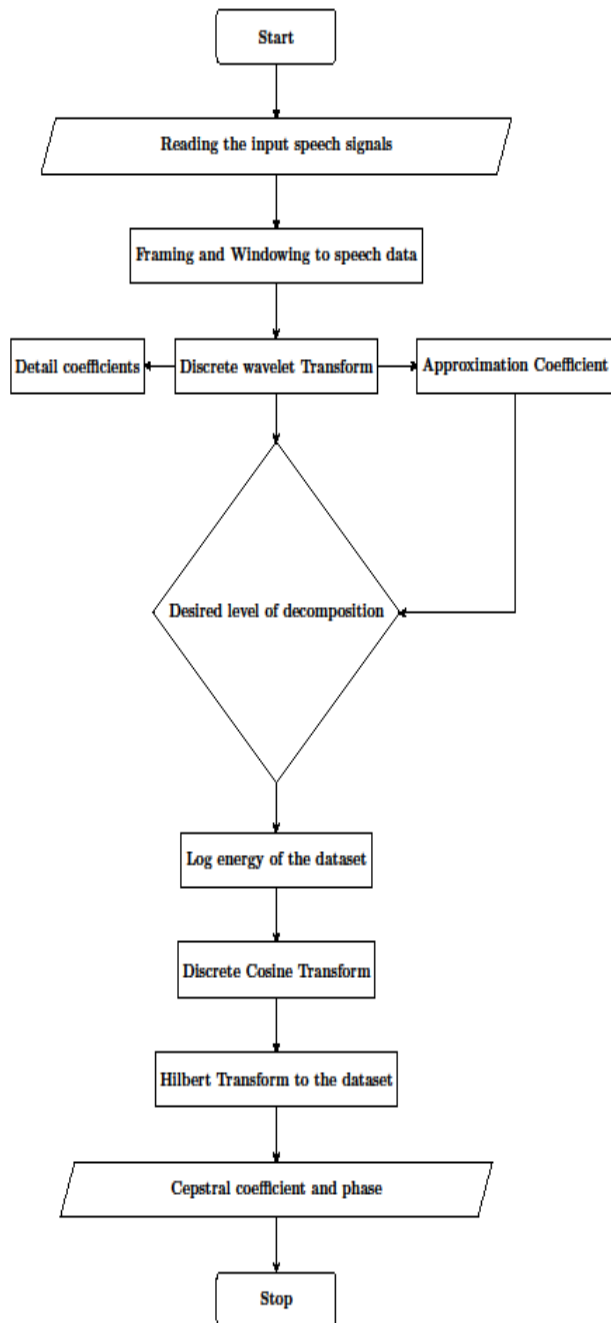 Start
Reading the input speech signals
Framing and Windowing to speech data
Detail coefficients
Discrete wavelet Transform
Approximation Coefficient
Desired level of decomposition
Log energy of the dataset
Discrete Cosine Transform
Hilbert Transform to the dataset
Cepstral coefficient and phase
Stop